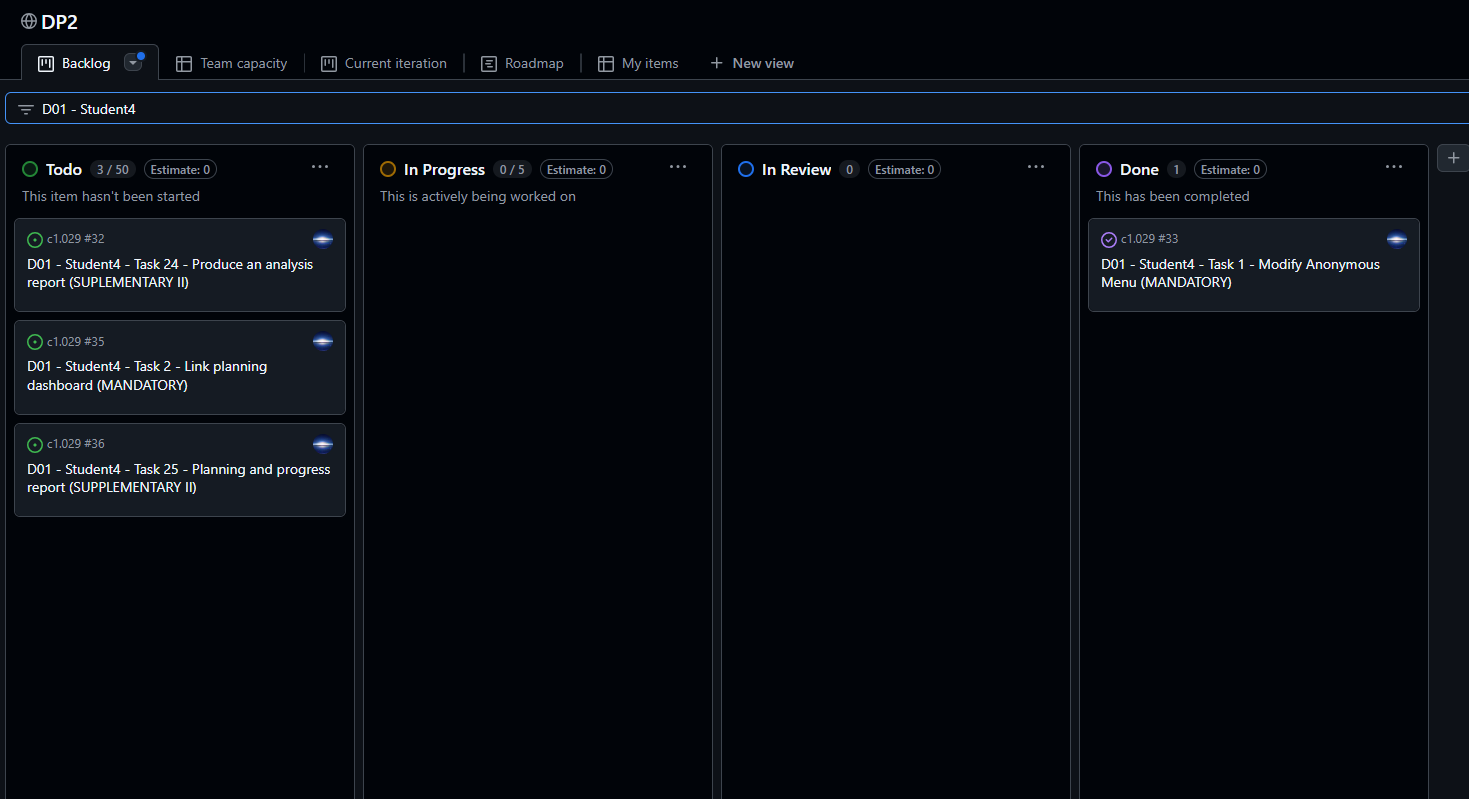 DP2
Backlog
Team capacity
Current iteration
Roadmap
My items
New view
D01 - Student4
Todo 3 / 50 Estimate: 0
This item hasn't been started
c1.029 #32
D01 - Student4 - Task 24 - Produce an analysis
report (SUPLEMENTARY II)
c1.029 #35
D01 - Student4 - Task 2 - Link planning
dashboard (MANDATORY)
c1.029 #36
D01 - Student4 - Task 25 - Planning and progress
report (SUPPLEMENTARY II)
In Progress 0 / 5 Estimate: 0
This is actively being worked on
In Review 0 Estimate: 0
Done 1 Estimate: 0
This has been completed
c1.029 #33
D01 - Student4 - Task 1 - Modify Anonymous
Menu (MANDATORY)